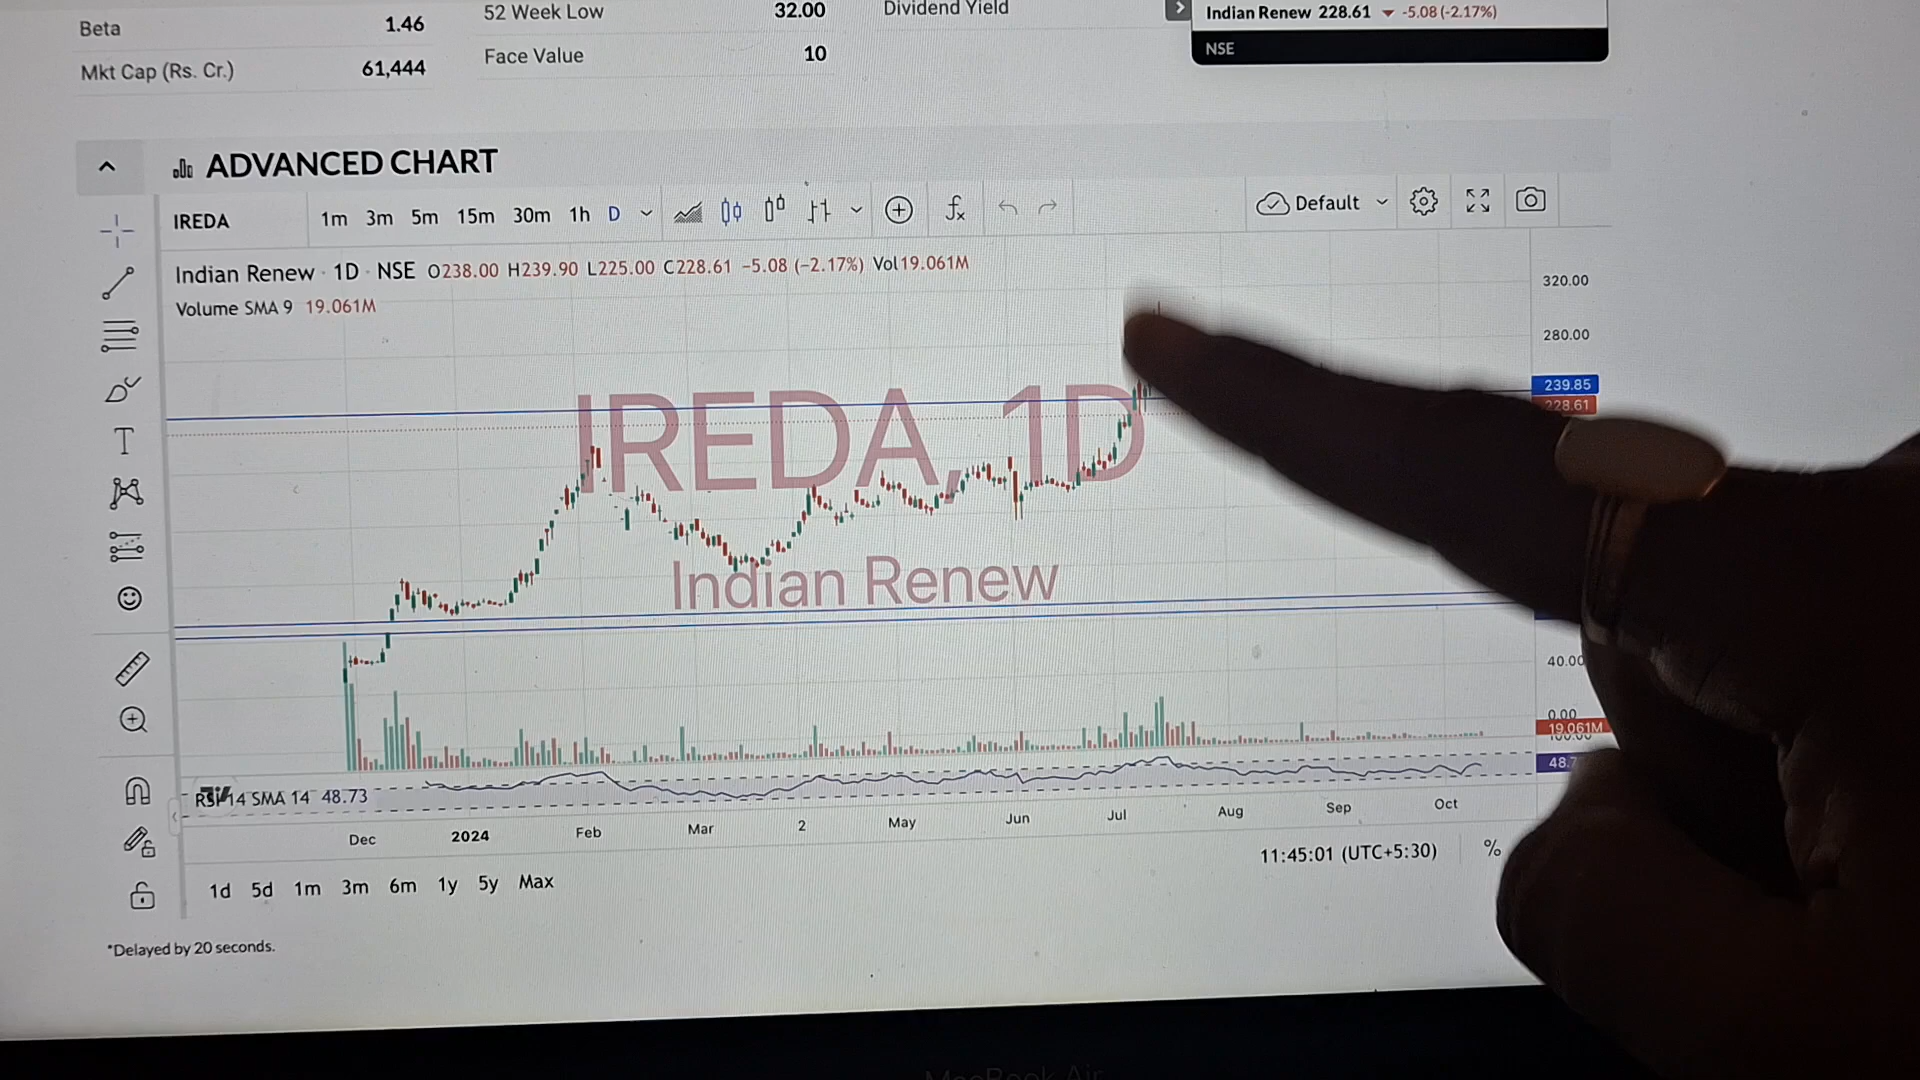 Beta 1.46
52 Week Low 32.00
Dividend Yield
Indian Renew 228.61 ▼ -5.08 (-2.17%)
NSE
Mkt Cap (Rs. Cr.) 61,444
Face Value 10
ADVANCED CHART
IREDA 1m 3m 5m 15m 30m 1h D
Default
Indian Renew · 1D · NSE O238.00 H239.90 L225.00 C228.61 −5.08 (−2.17%) Vol19.061M
Volume SMA 9 19.061M
320.00
280.00
239.85
228.61
IREDA, 1D
Indian Renew
40.00
0.00
19.061M
100.00
RSI 14 SMA 14 48.73
Dec 2024 Feb Mar 2 May Jun Jul Aug Sep Oct
11:45:01 (UTC+5:30) %
1d 5d 1m 3m 6m 1y 5y Max
*Delayed by 20 seconds.
MacBook Air